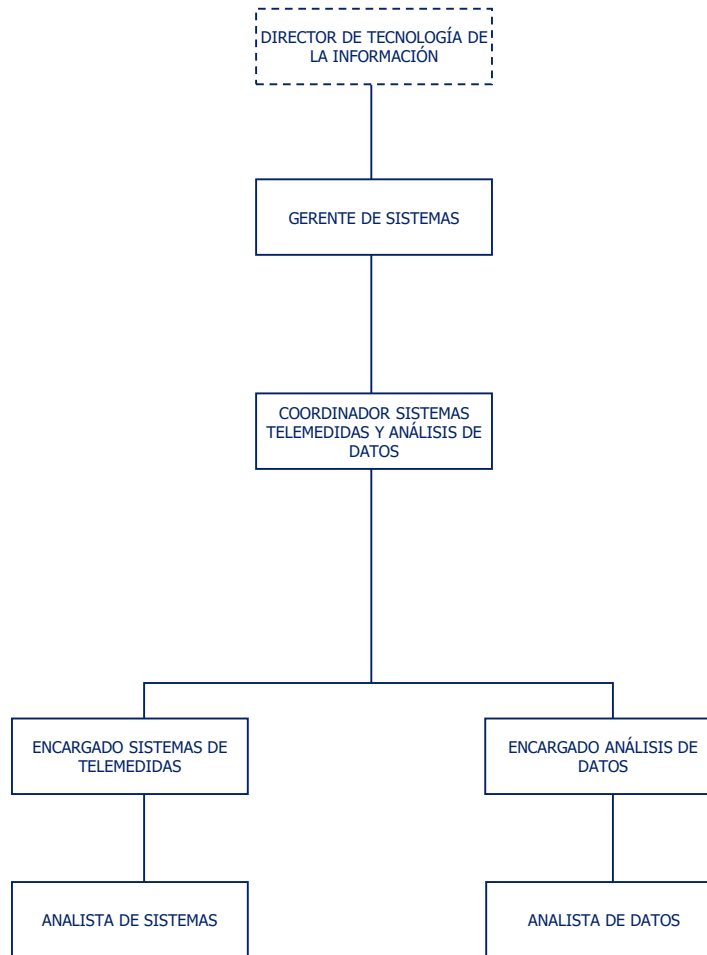 DIRECTOR DE TECNOLOGÍA DE
LA INFORMACIÓN
GERENTE DE SISTEMAS
COORDINADOR SISTEMAS
TELEMEDIDAS Y ANÁLISIS DE
DATOS
ENCARGADO SISTEMAS DE
TELEMEDIDAS
ENCARGADO ANÁLISIS DE
DATOS
ANALISTA DE SISTEMAS
ANALISTA DE DATOS